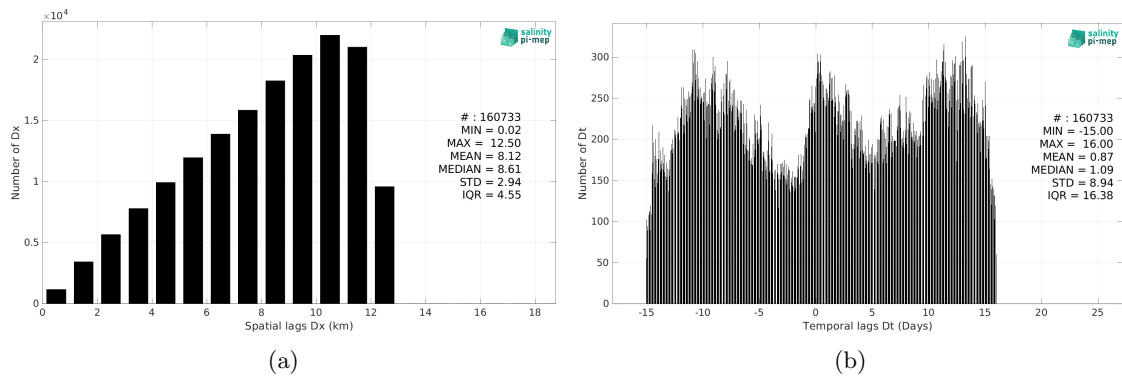 ×10⁴
2
1.5
1
0.5
0
Number of Dx
0 2 4 6 8 10 12 14 16 18
Spatial lags Dx (km)
salinity
pi-mep
# : 160733
MIN = 0.02
MAX = 12.50
MEAN = 8.12
MEDIAN = 8.61
STD = 2.94
IQR = 4.55
(a)
300
250
200
150
100
50
0
Number of Dt
-15 -10 -5 0 5 10 15 20 25
Temporal lags Dt (Days)
salinity
pi-mep
# : 160733
MIN = -15.00
MAX = 16.00
MEAN = 0.87
MEDIAN = 1.09
STD = 8.94
IQR = 16.38
(b)